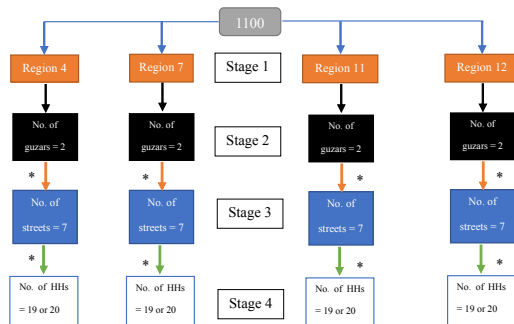 1100
Region 4
Region 7
Stage 1
Region 11
Region 12
No. of
guzars = 2
No. of
guzars = 2
Stage 2
No. of
guzars = 2
No. of
guzars = 2
*
*
*
*
No. of
streets = 7
No. of
streets = 7
Stage 3
No. of
streets = 7
No. of
streets = 7
*
*
*
*
No. of HHs
= 19 or 20
No. of HHs
= 19 or 20
Stage 4
No. of HHs
= 19 or 20
No. of HHs
= 19 or 20